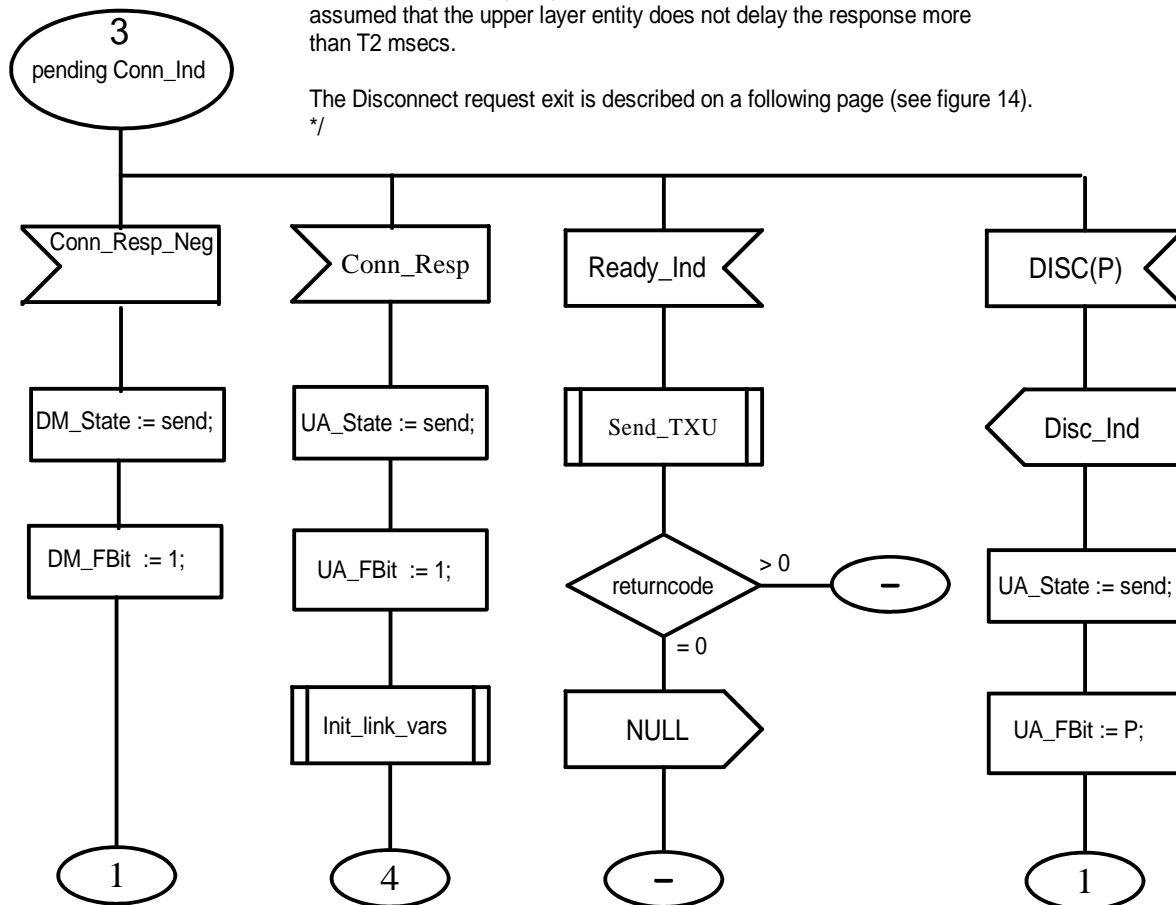 assumed that the upper layer entity does not delay the response more
than T2 msecs.
The Disconnect request exit is described on a following page (see figure 14).
*/
3
pending Conn_Ind
Conn_Resp_Neg
Conn_Resp
Ready_Ind
DISC(P)
DM_State := send;
UA_State := send;
Send_TXU
Disc_Ind
DM_FBit := 1;
UA_FBit := 1;
returncode
> 0
–
UA_State := send;
= 0
Init_link_vars
NULL
UA_FBit := P;
1
4
–
1